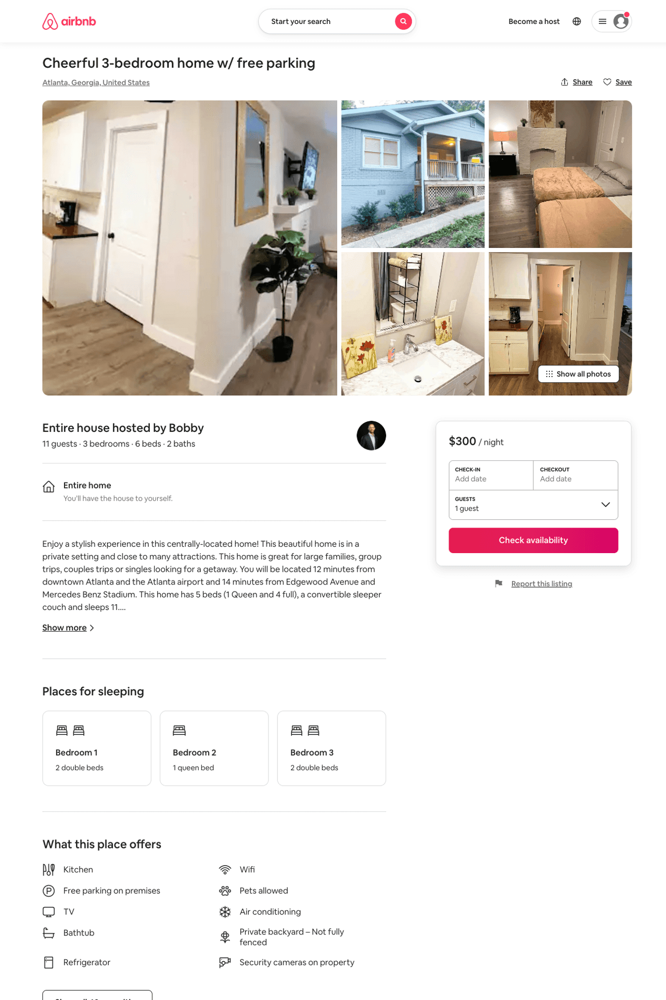 airbnb
Start your search
Become a host
Cheerful 3-bedroom home w/ free parking
Atlanta, Georgia, United States
Share
Save
Show all photos
Entire house hosted by Bobby
11 guests · 3 bedrooms · 6 beds · 2 baths
Entire home
You'll have the house to yourself.
Enjoy a stylish experience in this centrally-located home! This beautiful home is in a
private setting and close to many attractions. This home is great for large families, group
trips, couples trips or singles looking for a getaway. You will be located 12 minutes from
downtown Atlanta and the Atlanta airport and 14 minutes from Edgewood Avenue and
Mercedes Benz Stadium. This home has 5 beds (1 Queen and 4 full), a convertible sleeper
couch and sleeps 11....
Show more
$300 / night
CHECK-IN
Add date
CHECKOUT
Add date
GUESTS
1 guest
Check availability
Report this listing
Places for sleeping
Bedroom 1
2 double beds
Bedroom 2
1 queen bed
Bedroom 3
2 double beds
What this place offers
Kitchen
Wifi
Free parking on premises
Pets allowed
TV
Air conditioning
Bathtub
Private backyard – Not fully
fenced
Refrigerator
Security cameras on property